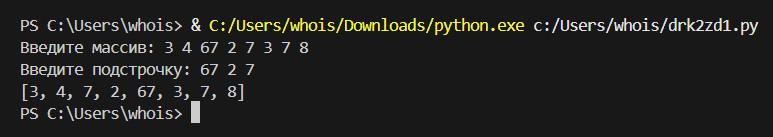 PS C:\Users\whois> & C:/Users/whois/Downloads/python.exe c:/Users/whois/drk2zd1.py
Введите массив: 3 4 67 2 7 3 7 8
Введите подстрочку: 67 2 7
[3, 4, 7, 2, 67, 3, 7, 8]
PS C:\Users\whois>